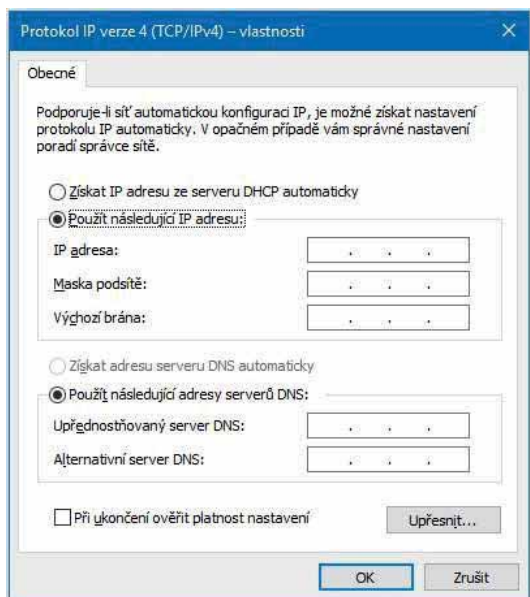 Protokol IP verze 4 (TCP/IPv4) – vlastnosti
Obecné
Podporuje-li síť automatickou konfiguraci IP, je možné získat nastavení
protokolu IP automaticky. V opačném případě vám správné nastavení
poradí správce sítě.
Získat IP adresu ze serveru DHCP automaticky
Použít následující IP adresu:
IP adresa:
Maska podsítě:
Výchozí brána:
Získat adresu serveru DNS automaticky
Použít následující adresy serverů DNS:
Upřednostňovaný server DNS:
Alternativní server DNS:
Při ukončení ověřit platnost nastavení
Upřesnit...
OK Zrušit